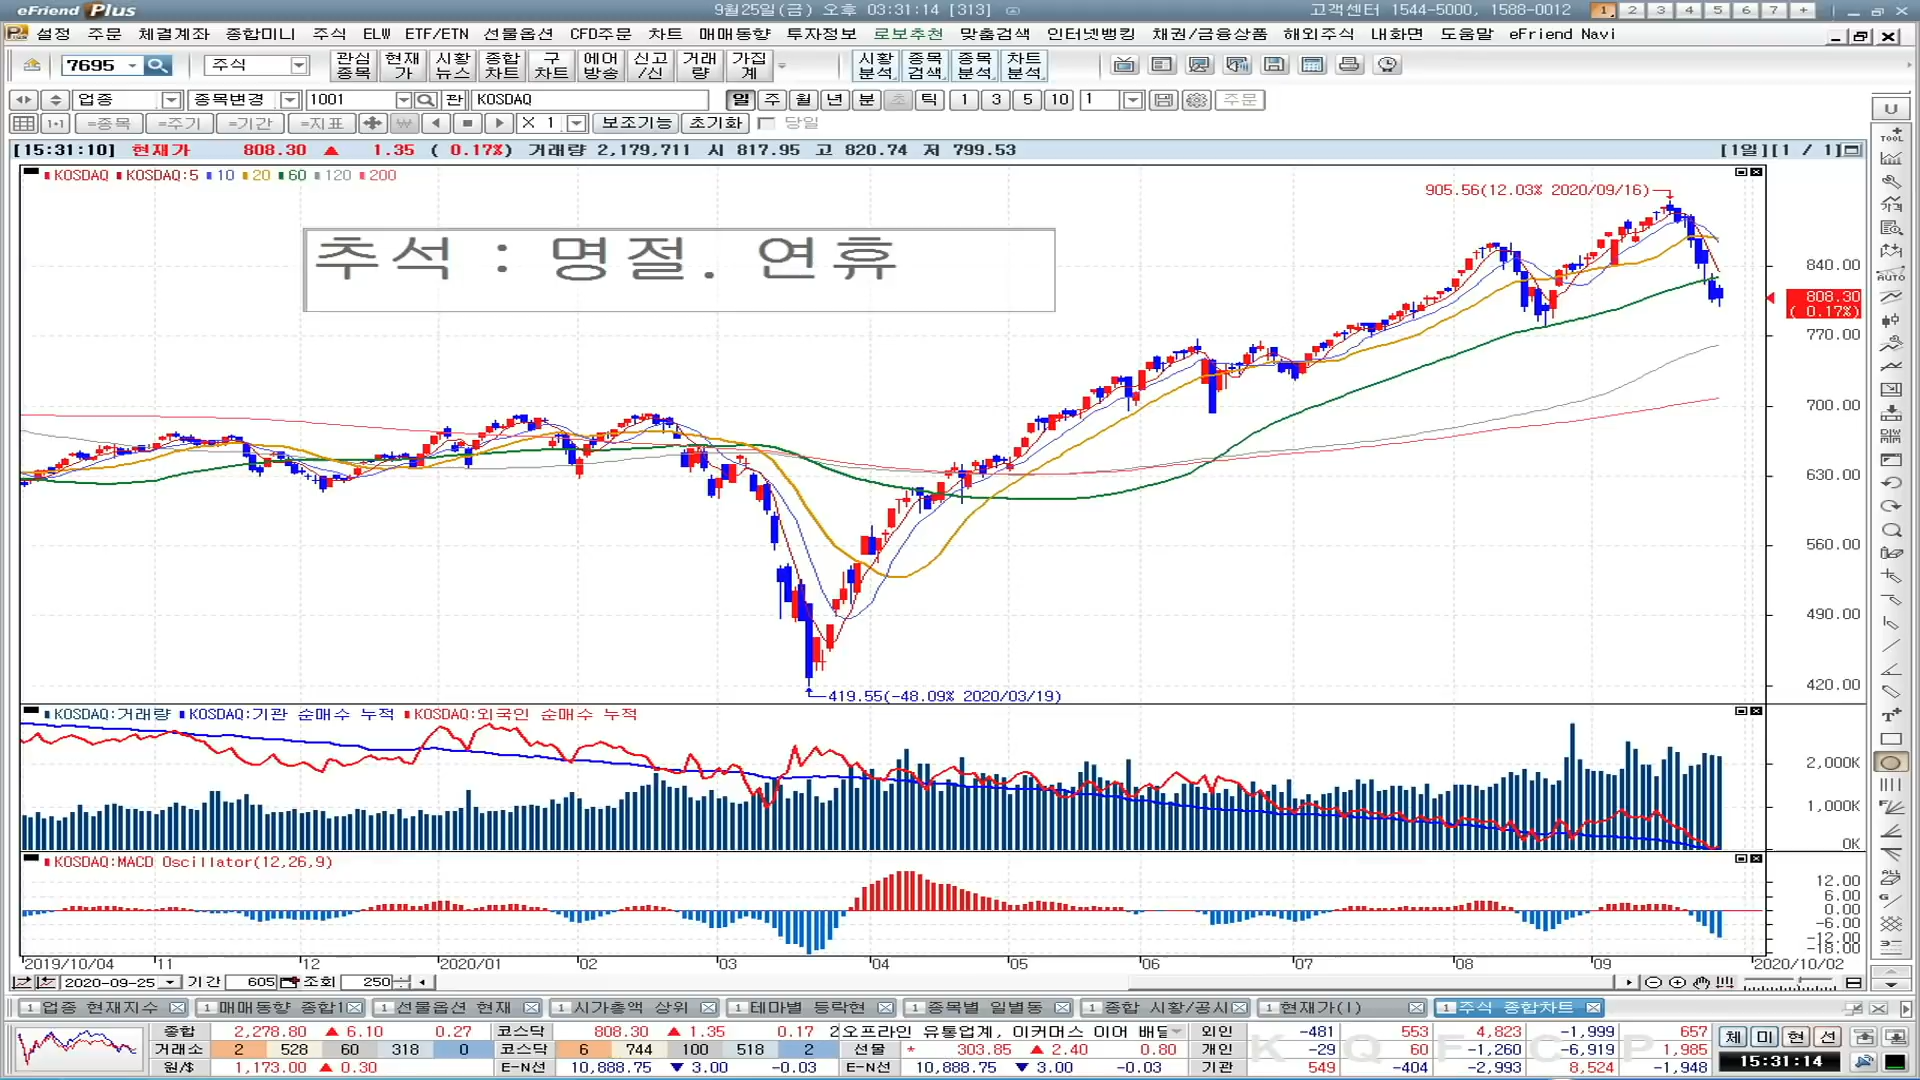 eFriend Plus 9월25일(금) 오후 03:31:14 [313] 고객센터 1544-5000, 1588-0012 1 2 3 4 5 6 7 +
설정 주문 체결계좌 종합미니 주식 ELW ETF/ETN 선물옵션 CFD주문 차트 매매동향 투자정보 로보추천 맞춤검색 인터넷뱅킹 채권/금융상품 해외주식 내화면 도움말 eFriend Navi
7695 주식 관심종목 현재가 시황뉴스 종합차트 구차트 에어방송 신고/신 거래량 가집계 시황분석 종목검색 종목분석 차트분석
업종 종목변경 1001 관 KOSDAQ 일 주 월 년 분 초 틱 1 3 5 10 1 주문
=종목 =주기 =기간 =지표 X 1 보조기능 초기화 당일
[15:31:10] 현재가 808.30 ▲ 1.35 ( 0.17%) 거래량 2,179,711 시 817.95 고 820.74 저 799.53 [1일][1 / 1]
KOSDAQ KOSDAQ:5 10 20 60 120 200
905.56(12.03% 2020/09/16)
추석 : 명절. 연휴
840.00
808.30
( 0.17%)
770.00
700.00
630.00
560.00
490.00
420.00
419.55(-48.09% 2020/03/19)
KOSDAQ:거래량 KOSDAQ:기관 순매수 누적 KOSDAQ:외국인 순매수 누적
2,000K
1,000K
0K
KOSDAQ:MACD Oscillator(12,26,9)
12.00
6.00
0.00
-6.00
-12.00
-18.00
2019/10/04 11 12 2020/01 02 03 04 05 06 07 08 09 2020/10/02
2020-09-25 기간 605 조회 250
1 업종 현재지수 1 매매동향 종합1 1 선물옵션 현재 1 시가총액 상위 1 테마별 등락현 1 종목별 일별동 1 종합 시황/공시 1 현재가(1) 1 주식 종합차트
종합 2,278.80 ▲ 6.10 0.27 코스닥 808.30 ▲ 1.35 0.17 오프라인 유통업계, 이커머스 이어 배달 외인 -481 553 4,823 -1,999 657 체 미 현 선
거래소 2 528 60 318 0 코스닥 6 744 100 518 2 선물 * 303.85 ▲ 2.40 0.80 개인 -29 60 -1,260 -6,919 1,985
원/$ 1,173.00 ▲ 0.30 E-N선 10,888.75 ▼ 3.00 -0.03 E-N선 10,888.75 ▼ 3.00 -0.03 기관 549 -404 -2,993 8,524 -1,948
15:31:14